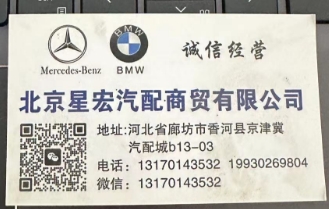 诚信经营
Mercedes-Benz
BMW
BMW
北京星宏汽配商贸有限公司
地址:河北省廊坊市香河县京津冀
汽配城b13-03
电话：13170143532 19930269804
微信：13170143532